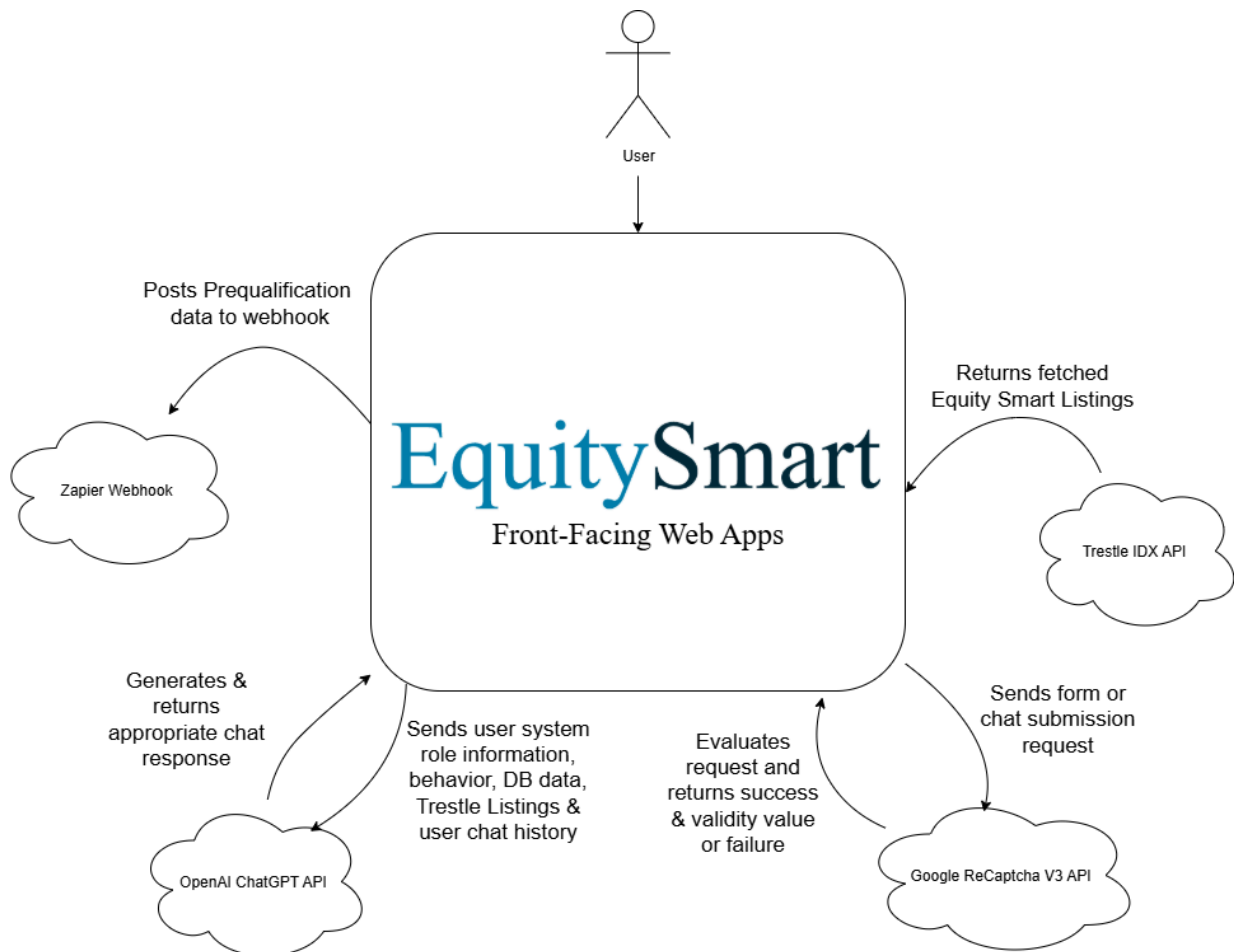 User
Posts Prequalification
data to webhook
Zapier Webhook
EquitySmart
Front-Facing Web Apps
Returns fetched
Equity Smart Listings
Trestle IDX API
Generates &
returns
appropriate chat
response
Sends user system
role information,
behavior, DB data,
Trestle Listings &
user chat history
OpenAI ChatGPT API
Evaluates
request and
returns success
& validity value
or failure
Sends form or
chat submission
request
Google ReCaptcha V3 API